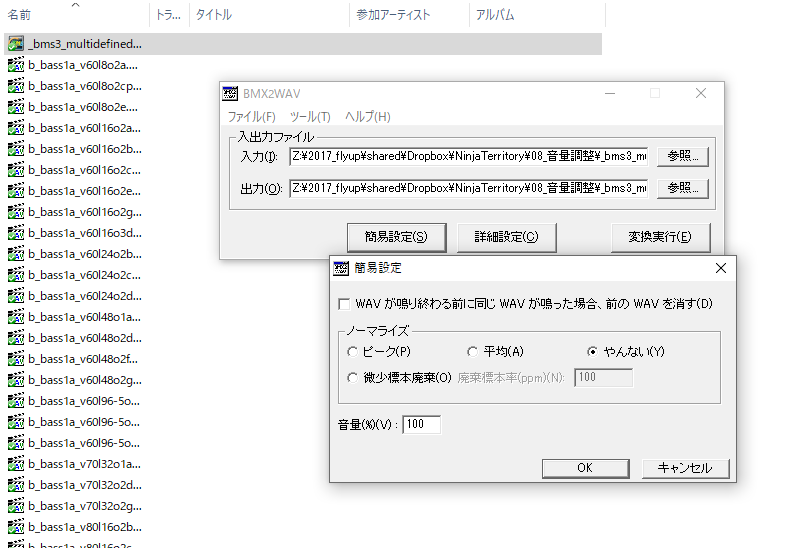 名前 トラ... タイトル 参加アーティスト アルバム
_bms3_multidefined...
b_bass1a_v60l8o2a....
b_bass1a_v60l8o2cp...
b_bass1a_v60l8o2e....
b_bass1a_v60l16o2a...
b_bass1a_v60l16o2b...
b_bass1a_v60l16o2c...
b_bass1a_v60l16o2e...
b_bass1a_v60l16o2g...
b_bass1a_v60l16o3d...
b_bass1a_v60l24o2b...
b_bass1a_v60l24o2c...
b_bass1a_v60l24o2d...
b_bass1a_v60l48o1a...
b_bass1a_v60l48o2d...
b_bass1a_v60l48o2f...
b_bass1a_v60l48o2g...
b_bass1a_v60l96-5o...
b_bass1a_v60l96-5o...
b_bass1a_v60l96-5o...
b_bass1a_v70l32o1a...
b_bass1a_v70l32o2d...
b_bass1a_v70l32o2g...
b_bass1a_v80l16o2b...
b_bass1a_v80l16o2c...
BMX2WAV
ファイル(F) ツール(T) ヘルプ(H)
入出力ファイル
入力(I): Z:¥2017_flyup¥shared¥Dropbox¥NinjaTerritory¥08_音量調整¥_bms3_mu 参照...
出力(O): Z:¥2017_flyup¥shared¥Dropbox¥NinjaTerritory¥08_音量調整¥_bms3_mu 参照...
簡易設定(S) 詳細設定(C) 変換実行(E)
簡易設定
WAV が鳴り終わる前に同じ WAV が鳴った場合、前の WAV を消す(D)
ノーマライズ
ピーク(P) 平均(A) やんない(Y)
微少標本廃棄(O) 廃棄標本率(ppm)(N): 100
音量(%)(V) : 100
OK キャンセル